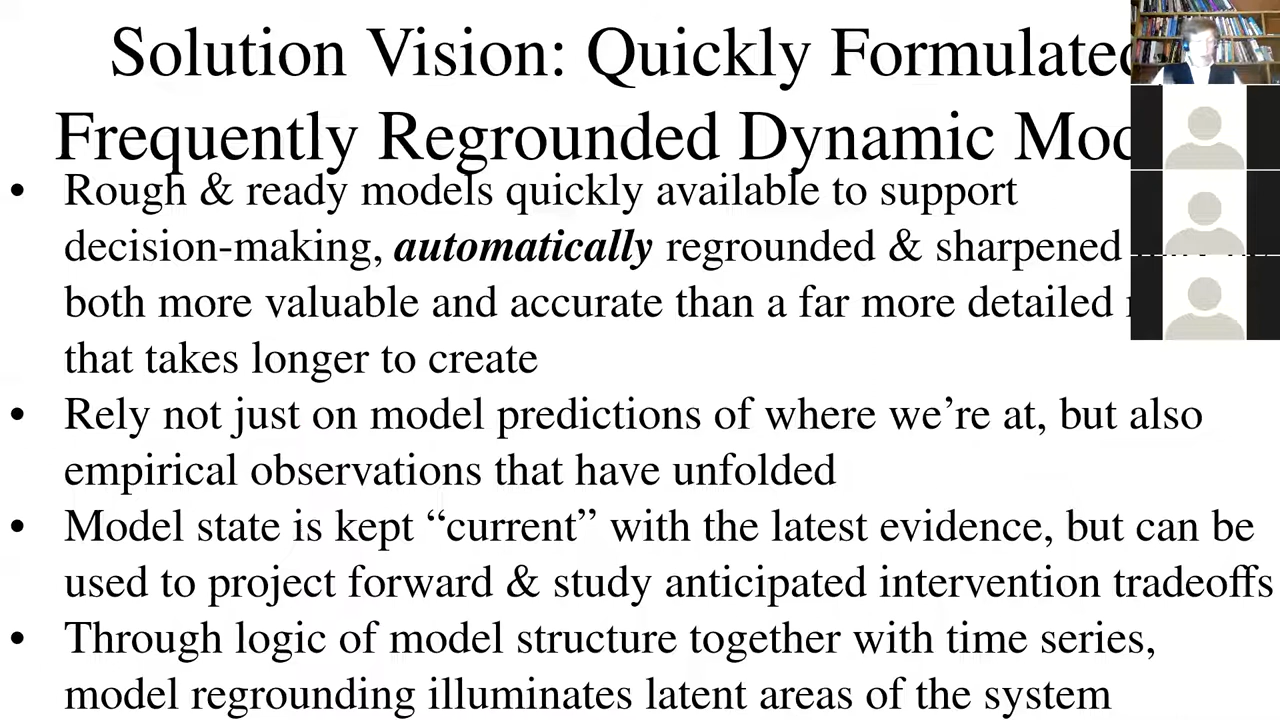 Solution Vision: Quickly Formulated
Frequently Regrounded Dynamic
• Rough & ready models quickly available to support
decision-making, automatically regrounded & sharpened
both more valuable and accurate than a far more detailed
that takes longer to create
• Rely not just on model predictions of where we’re at, but also
empirical observations that have unfolded
• Model state is kept “current” with the latest evidence, but can be
used to project forward & study anticipated intervention tradeoffs
• Through logic of model structure together with time series,
model regrounding illuminates latent areas of the system